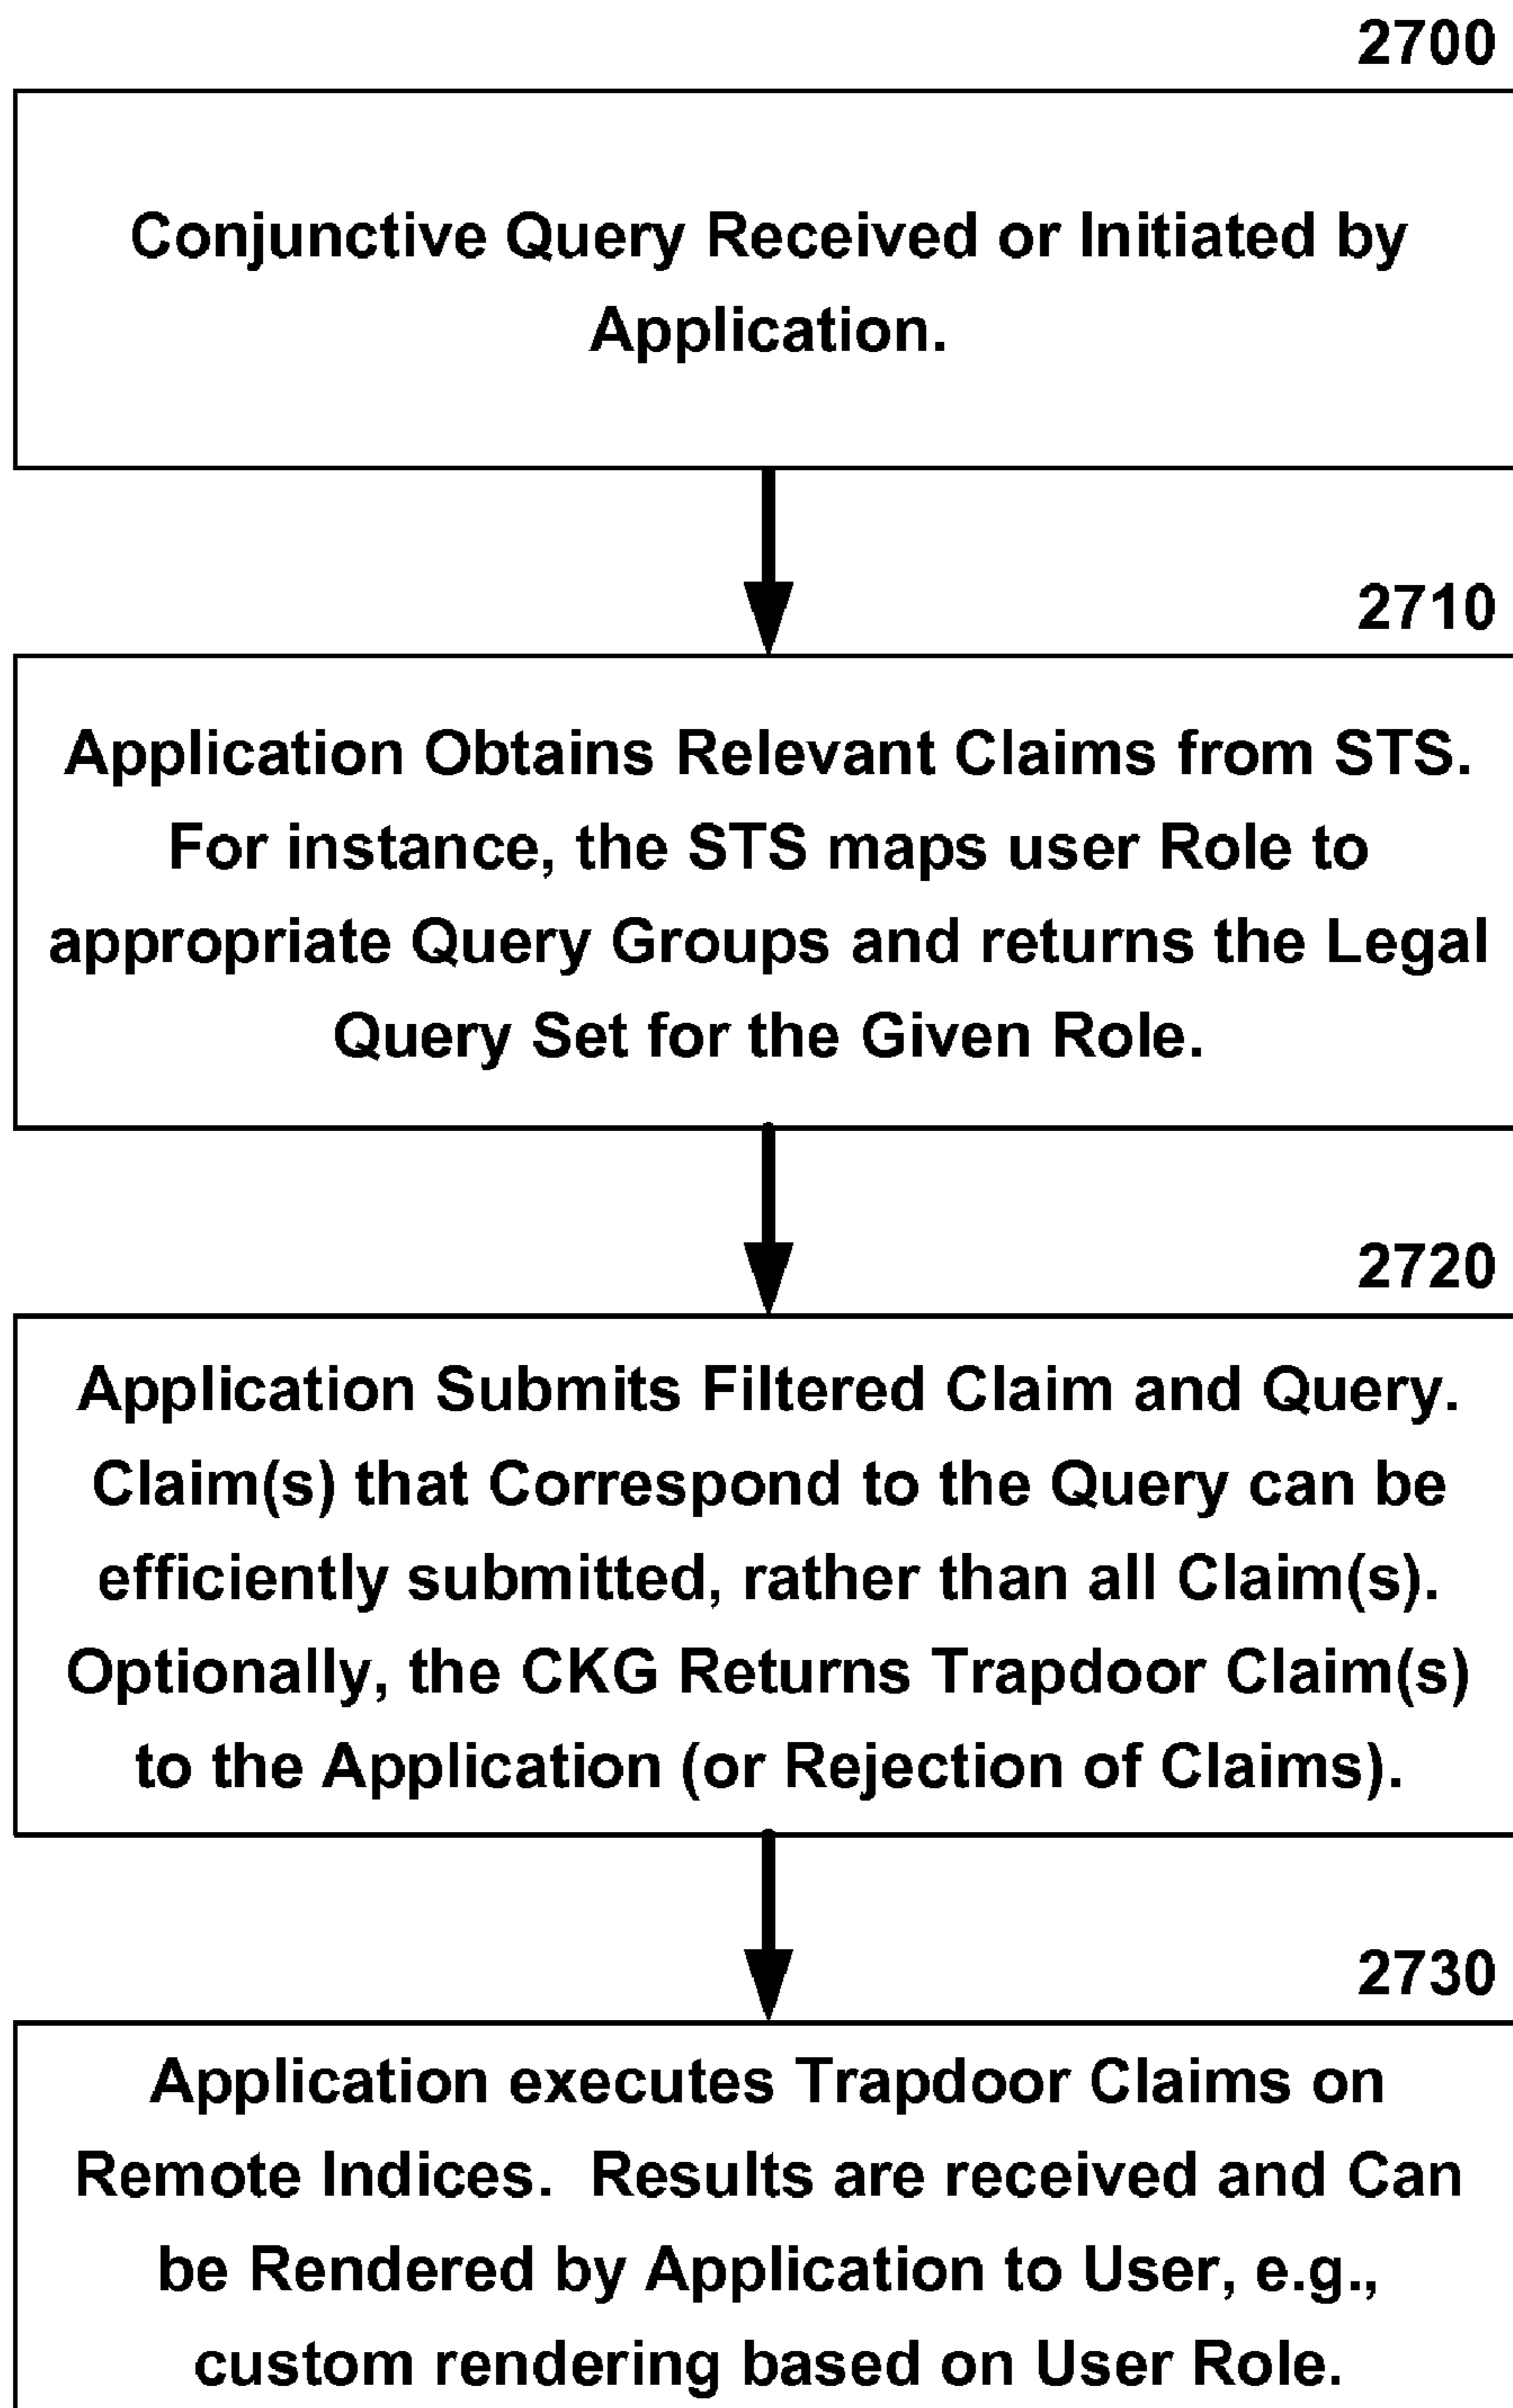 2700
Conjunctive Query Received or Initiated by
Application.
2710
Application Obtains Relevant Claims from STS.
For instance, the STS maps user Role to
appropriate Query Groups and returns the Legal
Query Set for the Given Role.
2720
Application Submits Filtered Claim and Query.
Claim(s) that Correspond to the Query can be
efficiently submitted, rather than all Claim(s).
Optionally, the CKG Returns Trapdoor Claim(s)
to the Application (or Rejection of Claims).
2730
Application executes Trapdoor Claims on
Remote Indices.  Results are received and Can
be Rendered by Application to User, e.g.,
custom rendering based on User Role.